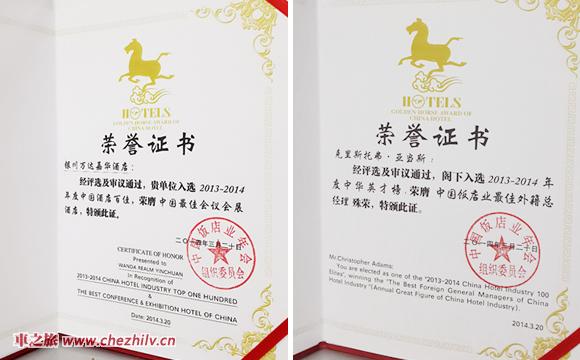 HOTELS
GOLDEN HORSE AWARD OF
CHINA HOTEL
荣誉证书
银川万达嘉华酒店：
经评选及审议通过，贵单位入选2013-2014
年度中国酒店百佳，荣膺 中国最佳会议会展
酒店，特颁此证。
二〇一四年三月二十日
中国饭店业年会
组织委员会
CERTIFICATE OF HONOR
Presented to
WANDA REALM YINCHUAN
In Recognition of
2013-2014 CHINA HOTEL INDUSTRY TOP ONE HUNDRED
&
THE BEST CONFERENCE & EXHIBITION HOTEL OF CHINA
Date: 2014.3.20
車之旅 www.chezhilv.cn
HOTELS
GOLDEN HORSE AWARD OF
CHINA HOTEL
荣誉证书
克里斯托弗·亚当斯：
经评选及审议通过，阁下入选2013-2014 年
度中华英才榜，荣膺 中国饭店业最佳外籍总
经理 殊荣，特颁此证。
二〇一四年三月二十日
中国饭店业年会
组织委员会
Mr.Christopher Adams:
You are elected as one of the "2013-2014 China Hotel Industry 100
Elites", winning the "The Best Foreign General Managers of China
Hotel Industry "(Annual Great Figure of China Hotel Industry).
2014.3.20